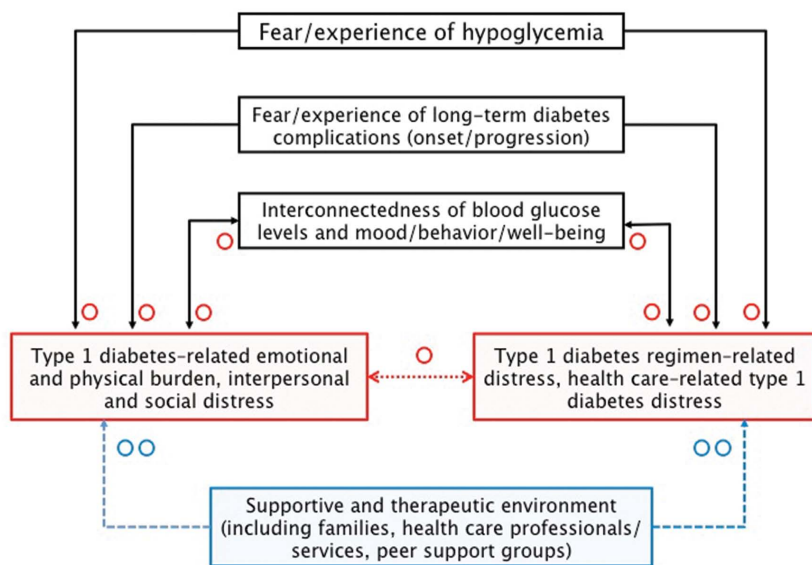 Fear/experience of hypoglycemia
Fear/experience of long-term diabetes
complications (onset/progression)
Interconnectedness of blood glucose
levels and mood/behavior/well-being
Type 1 diabetes-related emotional
and physical burden, interpersonal
and social distress
Type 1 diabetes regimen-related
distress, health care-related type 1
diabetes distress
Supportive and therapeutic environment
(including families, health care professionals/
services, peer support groups)